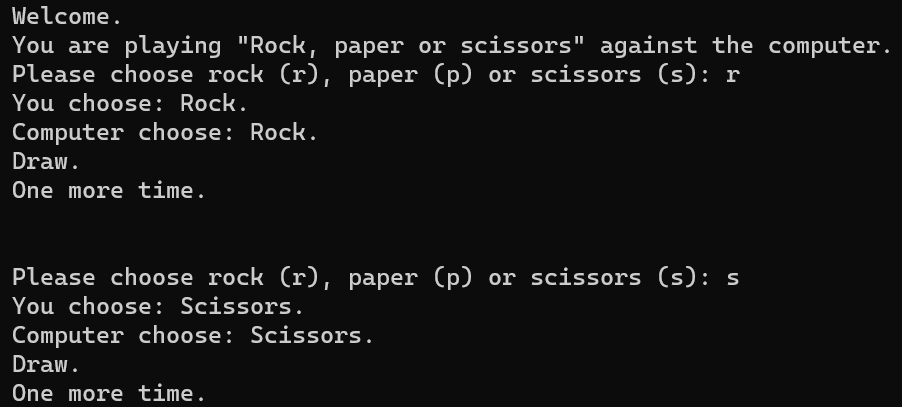 Welcome.
You are playing "Rock, paper or scissors" against the computer.
Please choose rock (r), paper (p) or scissors (s): r
You choose: Rock.
Computer choose: Rock.
Draw.
One more time.
Please choose rock (r), paper (p) or scissors (s): s
You choose: Scissors.
Computer choose: Scissors.
Draw.
One more time.